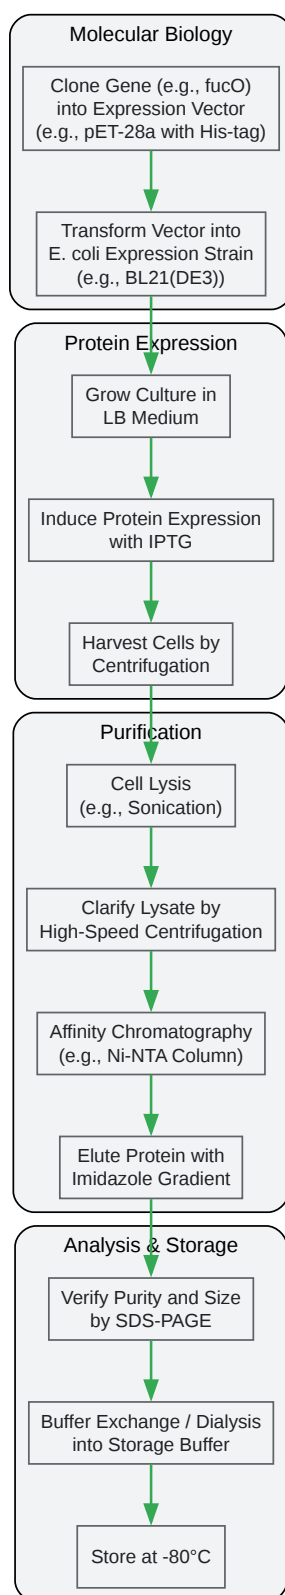 Molecular Biology
Clone Gene (e.g., fucO)
into Expression Vector
(e.g., pET-28a with His-tag)
Transform Vector into
E. coli Expression Strain
(e.g., BL21(DE3))
Protein Expression
Grow Culture in
LB Medium
Induce Protein Expression
with IPTG
Harvest Cells by
Centrifugation
Purification
Cell Lysis
(e.g., Sonication)
Clarify Lysate by
High-Speed Centrifugation
Affinity Chromatography
(e.g., Ni-NTA Column)
Elute Protein with
Imidazole Gradient
Analysis & Storage
Verify Purity and Size
by SDS-PAGE
Buffer Exchange / Dialysis
into Storage Buffer
Store at -80°C